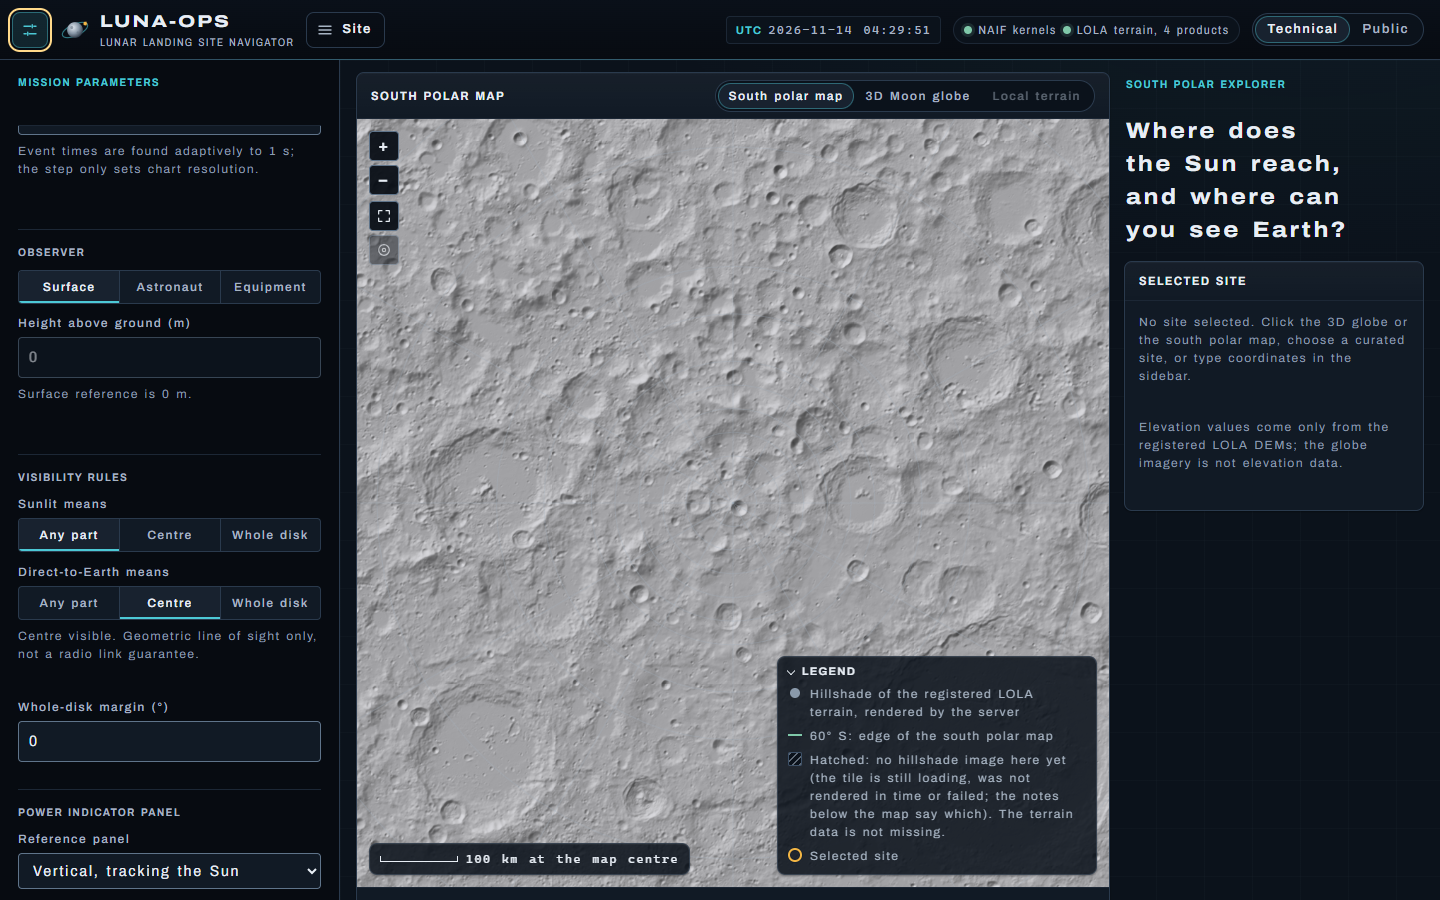 LUNA-OPS
LUNAR LANDING SITE NAVIGATOR
Site
UTC 2026-11-14 04:29:51
NAIF kernels
LOLA terrain, 4 products
Technical
Public
MISSION PARAMETERS
Event times are found adaptively to 1 s;
the step only sets chart resolution.
OBSERVER
Surface
Astronaut
Equipment
Height above ground (m)
0
Surface reference is 0 m.
VISIBILITY RULES
Sunlit means
Any part
Centre
Whole disk
Direct-to-Earth means
Any part
Centre
Whole disk
Centre visible. Geometric line of sight only,
not a radio link guarantee.
Whole-disk margin (°)
0
POWER INDICATOR PANEL
Reference panel
Vertical, tracking the Sun
SOUTH POLAR MAP
South polar map
3D Moon globe
Local terrain
+
−
100 km at the map centre
LEGEND
Hillshade of the registered LOLA
terrain, rendered by the server
60° S: edge of the south polar map
Hatched: no hillshade image here yet
(the tile is still loading, was not
rendered in time or failed; the notes
below the map say which). The terrain
data is not missing.
Selected site
SOUTH POLAR EXPLORER
Where does
the Sun reach,
and where can
you see Earth?
SELECTED SITE
No site selected. Click the 3D globe or
the south polar map, choose a curated
site, or type coordinates in the
sidebar.
Elevation values come only from the
registered LOLA DEMs; the globe
imagery is not elevation data.